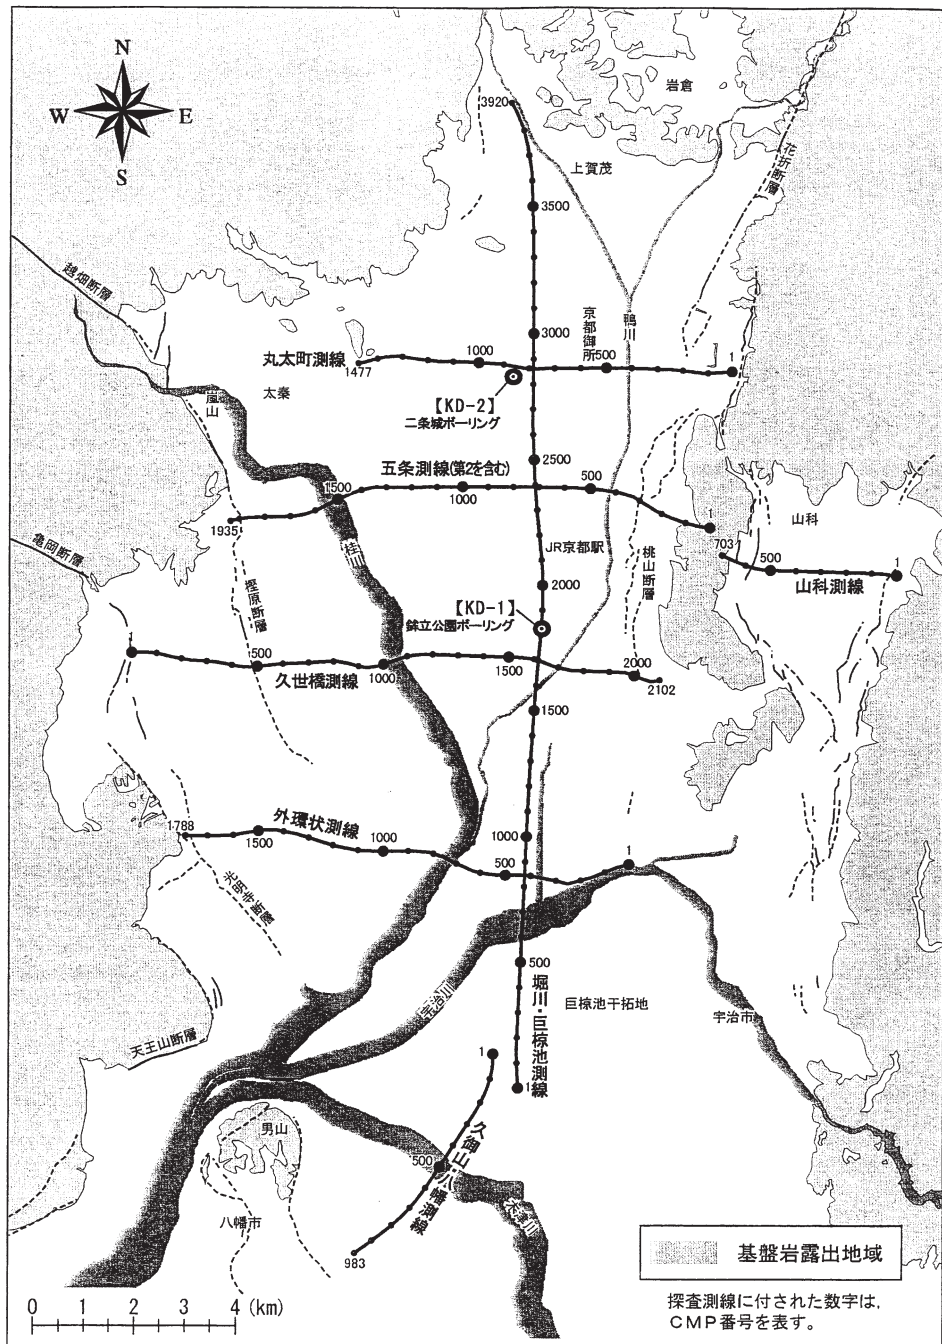 N
W
E
S
岩倉
3920
上賀茂
花折断層
3500
越畑断層
3000
京都御所
鴨川
丸太町測線
1000
500
1
1477
嵐山
太秦
【KD-2】
二条城ボーリング
2500
五条測線(第2を含む)
1500
1000
500
1
1935
山科
703
500
1
山科測線
亀岡断層
桂川
JR京都駅
桃山断層
2000
樫原断層
【KD-1】
鉾立公園ボーリング
1
500
久世橋測線
1000
1500
2000
2102
1500
1788
外環状測線
1500
1000
1000
500
1
光明寺断層
500
宇治川
堀川・巨椋池測線
巨椋池干拓地
宇治市
天王山断層
1
1
男山
久御山・八幡測線
500
木津川
八幡市
983
基盤岩露出地域
0 1 2 3 4 (km)
探査測線に付された数字は,
CMP番号を表す。